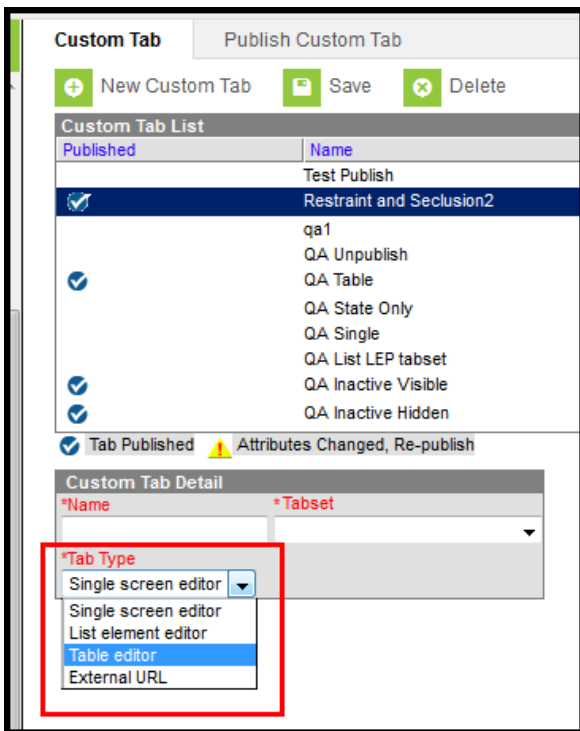 Custom Tab Publish Custom Tab
New Custom Tab Save Delete
Custom Tab List
Published Name
Test Publish
Restraint and Seclusion2
qa1
QA Unpublish
QA Table
QA State Only
QA Single
QA List LEP tabset
QA Inactive Visible
QA Inactive Hidden
Tab Published Attributes Changed, Re-publish
Custom Tab Detail
*Name *Tabset
*Tab Type
Single screen editor
Single screen editor
List element editor
Table editor
External URL